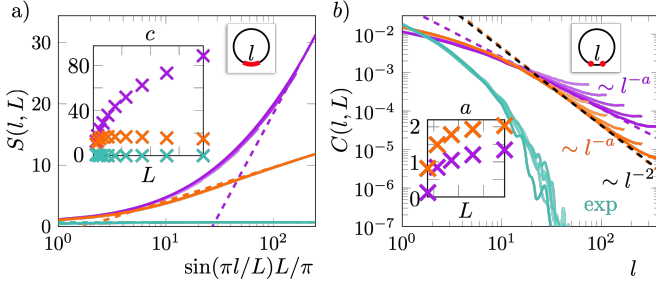 a)
S(l, L)
30
20
10
0
10^0
10^1
10^2
sin(πl/L)L/π
c
80
40
0
L
l
b)
C(l, L)
10^-2
10^-3
10^-4
10^-5
10^-6
10^-7
10^0
10^1
10^2
l
a
2
1
0
L
l
~ l^-a
~ l^-a
~ l^-2
exp